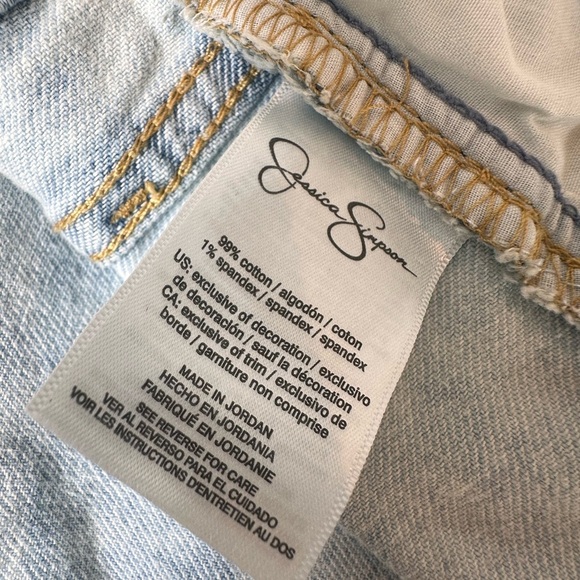 Jessica Simpson
99% cotton / algodón / coton
1% spandex / spandex / spandex
US: exclusive of decoration / exclusivo
de decoración / sauf la décoration
CA: exclusive of trim / exclusivo de
borde / garniture non comprise
MADE IN JORDAN
HECHO EN JORDANIA
FABRIQUÉ EN JORDANIE
SEE REVERSE FOR CARE
VER AL REVERSO PARA EL CUIDADO
VOIR LES INSTRUCTIONS D'ENTRETIEN AU DOS